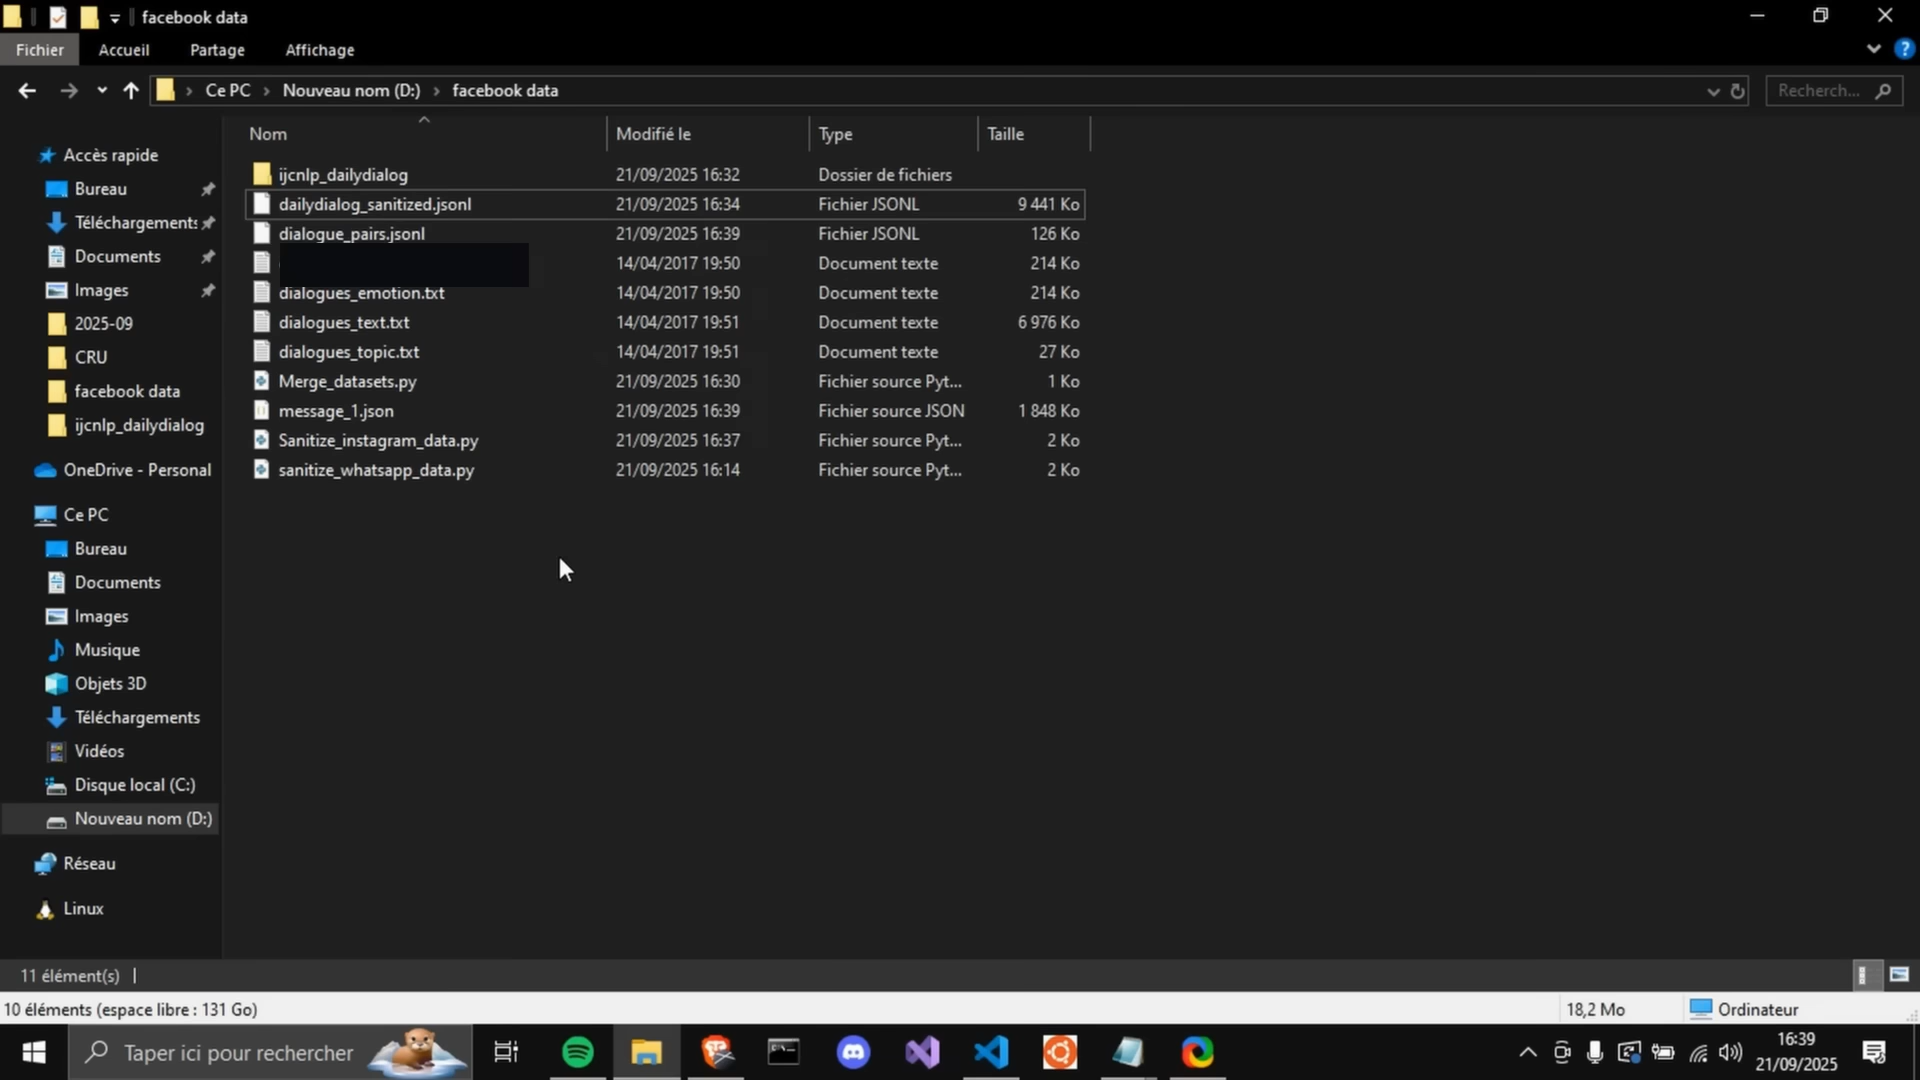 facebook data
Fichier Accueil Partage Affichage
Ce PC > Nouveau nom (D:) > facebook data
Recherch...
Accès rapide
Bureau
Téléchargements
Documents
Images
2025-09
CRU
facebook data
ijcnlp_dailydialog
OneDrive - Personal
Ce PC
Bureau
Documents
Images
Musique
Objets 3D
Téléchargements
Vidéos
Disque local (C:)
Nouveau nom (D:)
Réseau
Linux
Nom Modifié le Type Taille
ijcnlp_dailydialog 21/09/2025 16:32 Dossier de fichiers
dailydialog_sanitized.jsonl 21/09/2025 16:34 Fichier JSONL 9 441 Ko
dialogue_pairs.jsonl 21/09/2025 16:39 Fichier JSONL 126 Ko
14/04/2017 19:50 Document texte 214 Ko
dialogues_emotion.txt 14/04/2017 19:50 Document texte 214 Ko
dialogues_text.txt 14/04/2017 19:51 Document texte 6 976 Ko
dialogues_topic.txt 14/04/2017 19:51 Document texte 27 Ko
Merge_datasets.py 21/09/2025 16:30 Fichier source Pyt... 1 Ko
message_1.json 21/09/2025 16:39 Fichier source JSON 1 848 Ko
Sanitize_instagram_data.py 21/09/2025 16:37 Fichier source Pyt... 2 Ko
sanitize_whatsapp_data.py 21/09/2025 16:14 Fichier source Pyt... 2 Ko
11 élément(s)
10 éléments (espace libre : 131 Go) 18,2 Mo Ordinateur
Taper ici pour rechercher
16:39
21/09/2025